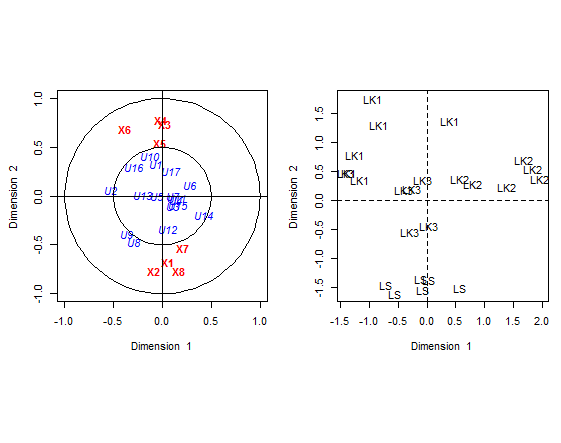 1.0
0.5
0.0
-0.5
-1.0
Dimension 2
-1.0 -0.5 0.0 0.5 1.0
Dimension 1
X4
X3
X6
X5
U10
U1
U16
U17
U6
U2
U13
U5
U7
U15
U3
U14
U12
U9
U8
X7
X1
X2
X8
1.5
1.0
0.5
0.0
-0.5
-1.0
-1.5
Dimension 2
-1.5 -1.0 -0.5 0.0 0.5 1.0 1.5 2.0
Dimension 1
LK1
LK1
LK1
LK1
LK2
LK2
LK1
LK1
LK3
LK2
LK2
LK2
LK3
LK3
LK2
LK3
LK3
LS
LS
LS
LS
LS
LS